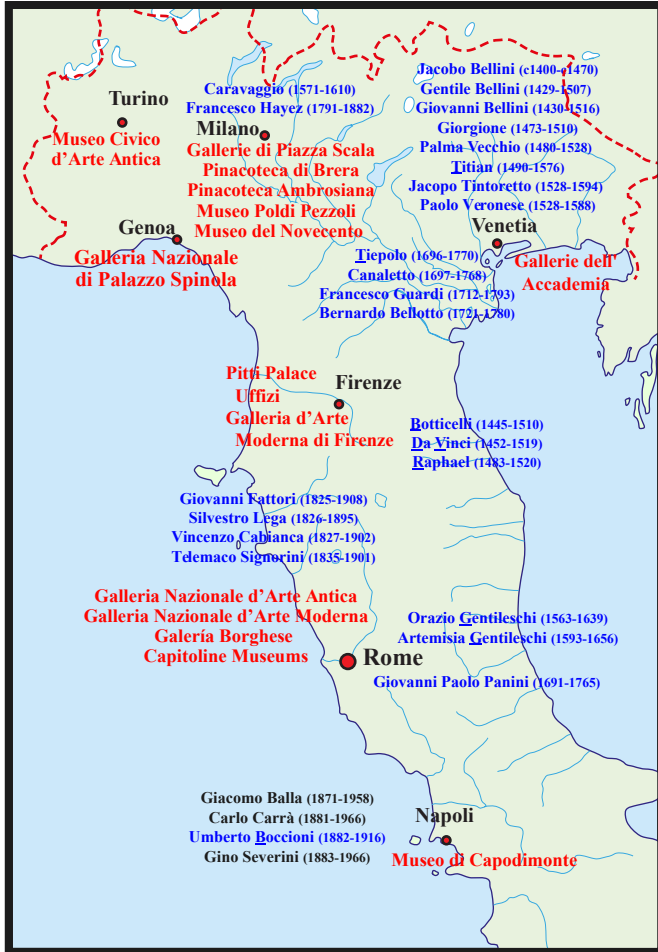 Jacobo Bellini (c1400-c1470)
Caravaggio (1571-1610)
Gentile Bellini (1429-1507)
Turino
Francesco Hayez (1791-1882)
Giovanni Bellini (1430-1516)
Milano
Giorgione (1473-1510)
Museo Civico
d'Arte Antica
Gallerie di Piazza Scala
Palma Vecchio (1480-1528)
Pinacoteca di Brera
Titian (1490-1576)
Pinacoteca Ambrosiana
Jacopo Tintoretto (1528-1594)
Museo Poldi Pezzoli
Paolo Veronese (1528-1588)
Museo del Novecento
Genoa
Venetia
Galleria Nazionale
di Palazzo Spinola
Tiepolo (1696-1770)
Gallerie dell'
Accademia
Canaletto (1697-1768)
Francesco Guardi (1712-1793)
Bernardo Bellotto (1721-1780)
Pitti Palace
Firenze
Uffizi
Galleria d'Arte
Moderna di Firenze
Botticelli (1445-1510)
Da Vinci (1452-1519)
Raphael (1483-1520)
Giovanni Fattori (1825-1908)
Silvestro Lega (1826-1895)
Vincenzo Cabianca (1827-1902)
Telemaco Signorini (1835-1901)
Galleria Nazionale d'Arte Antica
Galleria Nazionale d'Arte Moderna
Galería Borghese
Capitoline Museums
Orazio Gentileschi (1563-1639)
Artemisia Gentileschi (1593-1656)
Rome
Giovanni Paolo Panini (1691-1765)
Giacomo Balla (1871-1958)
Carlo Carrà (1881-1966)
Umberto Boccioni (1882-1916)
Gino Severini (1883-1966)
Napoli
Museo di Capodimonte